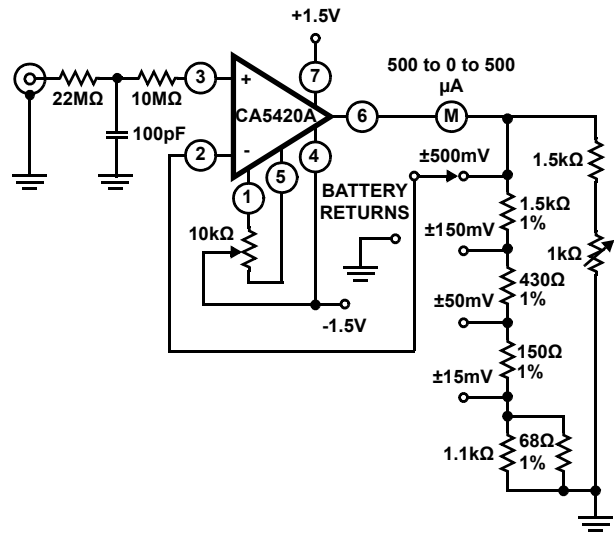 +1.5V
500 to 0 to 500
µA
22MΩ
10MΩ
3
+
7
CA5420A
6
M
100pF
2
-
4
5
1
±500mV
BATTERY
RETURNS
1.5kΩ
1.5kΩ
1%
10kΩ
±150mV
1kΩ
430Ω
1%
-1.5V
±50mV
150Ω
1%
±15mV
1.1kΩ
68Ω
1%